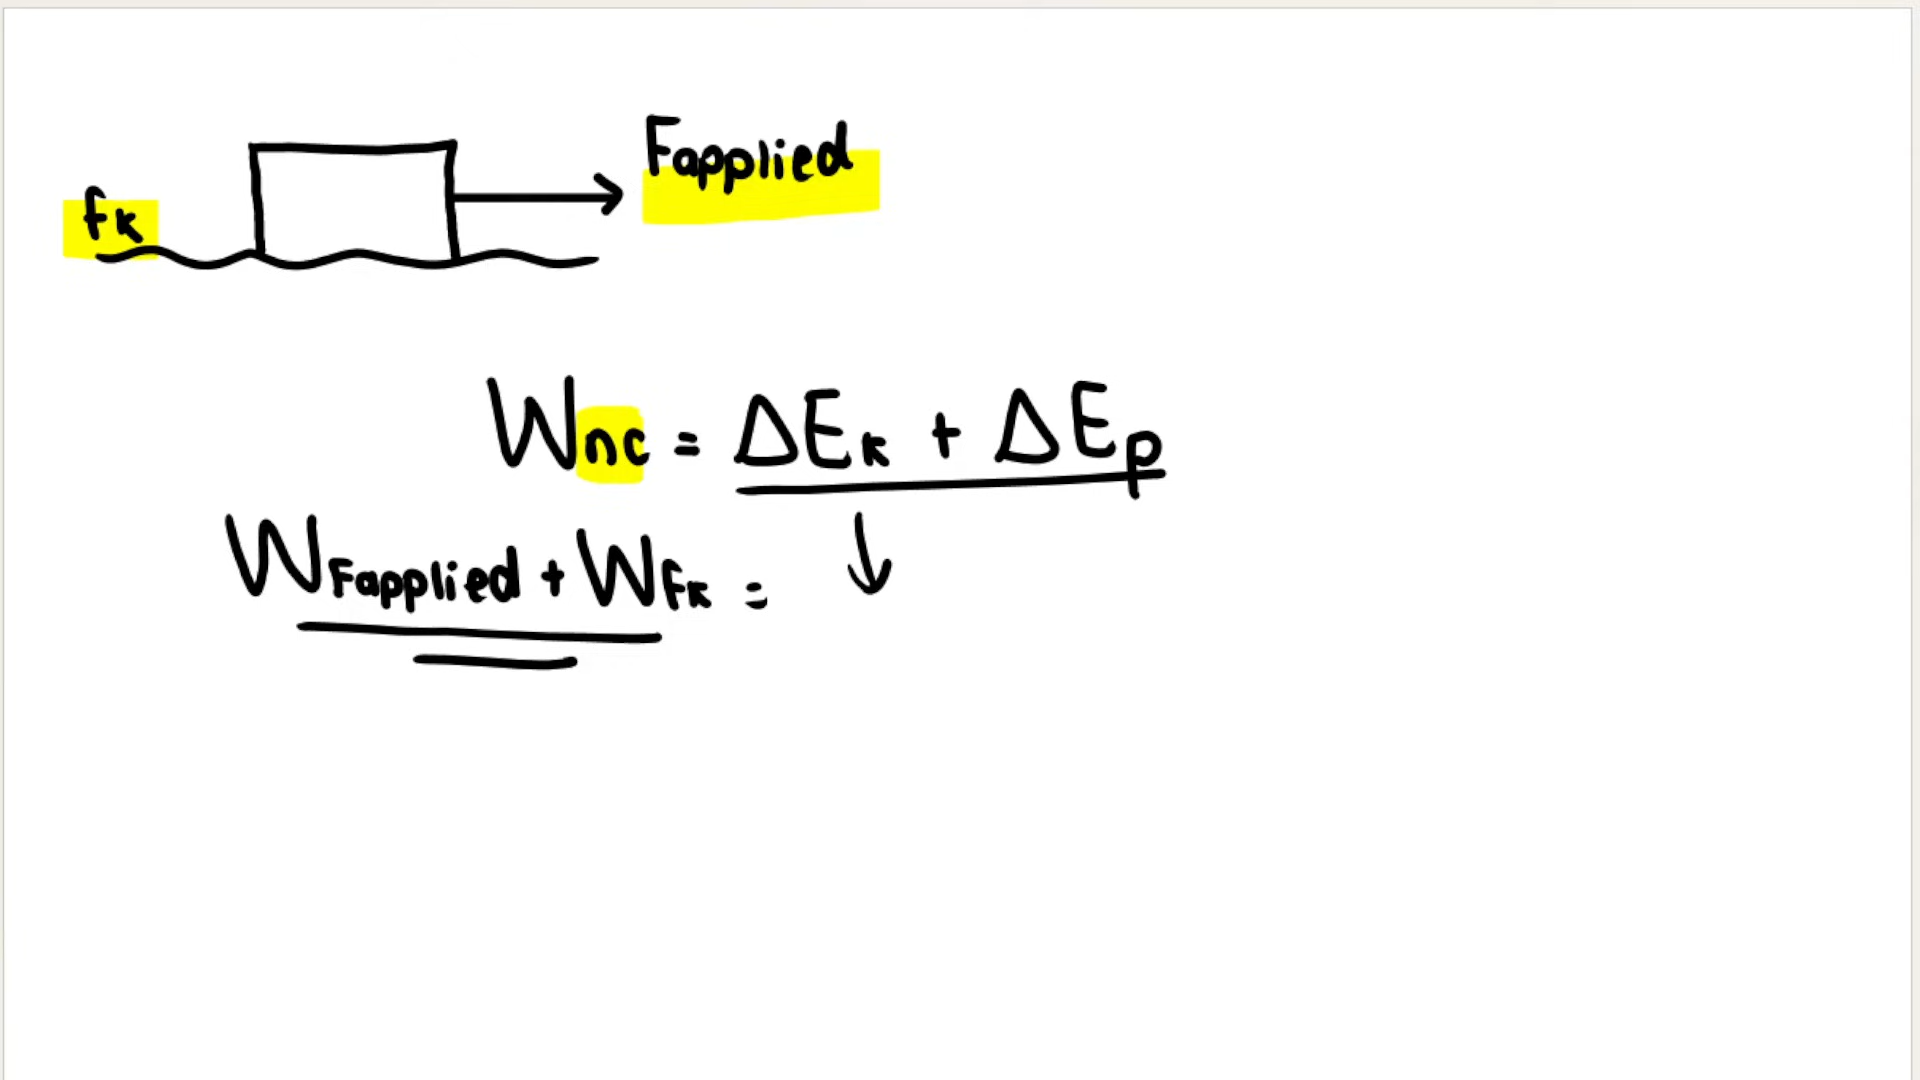 Fapplied
fk
Wnc = ΔEk + ΔEp
WFapplied + Wfk =